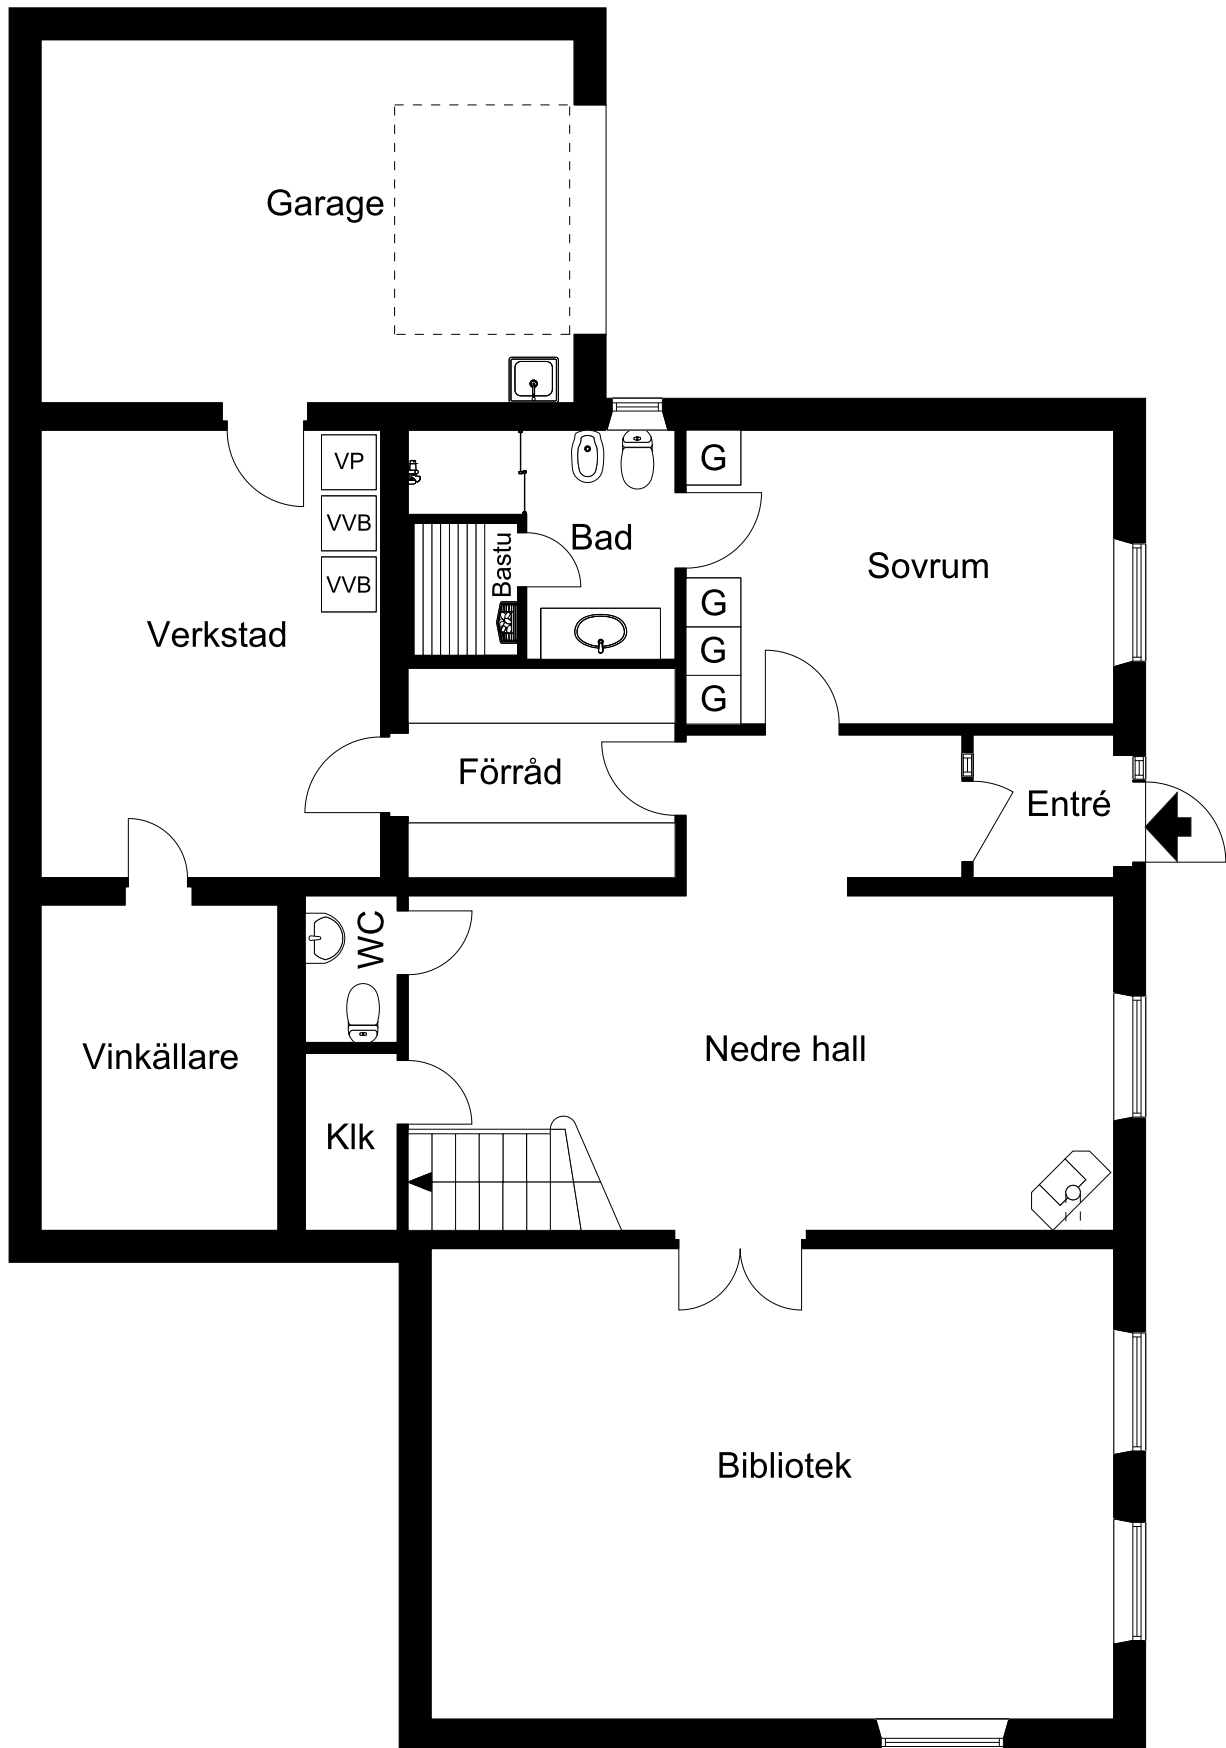 Garage
VP
VVB
VVB
G
Bad
Bastu
Sovrum
G
G
G
Verkstad
Förråd
Entré
WC
Vinkällare
Nedre hall
Klk
Bibliotek